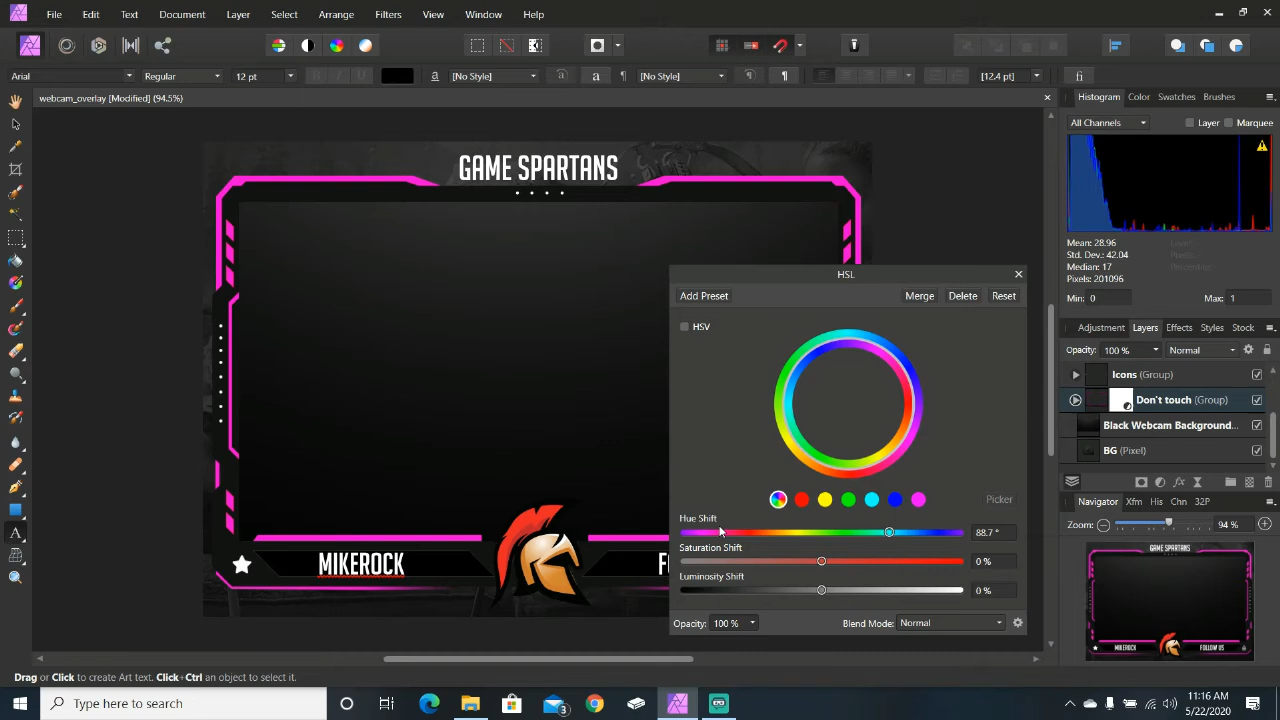 File Edit Text Document Layer Select Arrange Filters View Window Help
Arial Regular 12 pt B I U a [No Style] a a ¶ [No Style] ¶ [12.4 pt] fi
webcam_overlay [Modified] (94.5%)
Histogram Color Swatches Brushes
All Channels Layer Marquee
Mean: 28.96
Std. Dev.: 42.04
Median: 17
Pixels: 201096
Layer:
Pixels:
Percentile:
Min: 0 Max: 1
Adjustment Layers Effects Styles Stock
Opacity: 100 % Normal
Icons (Group)
Don't touch (Group)
Black Webcam Background...
BG (Pixel)
Navigator Xfm His Chn 32P
Zoom: 94 %
GAME SPARTANS
MIKEROCK FOLLOW US
GAME SPARTANS
MIKEROCK F
HSL
Add Preset Merge Delete Reset
HSV
Picker
Hue Shift
88.7 °
Saturation Shift
0 %
Luminosity Shift
0 %
Opacity: 100 % Blend Mode: Normal
Drag or Click to create Art text. Click+Ctrl an object to select it.
Type here to search
3
11:16 AM
5/22/2020